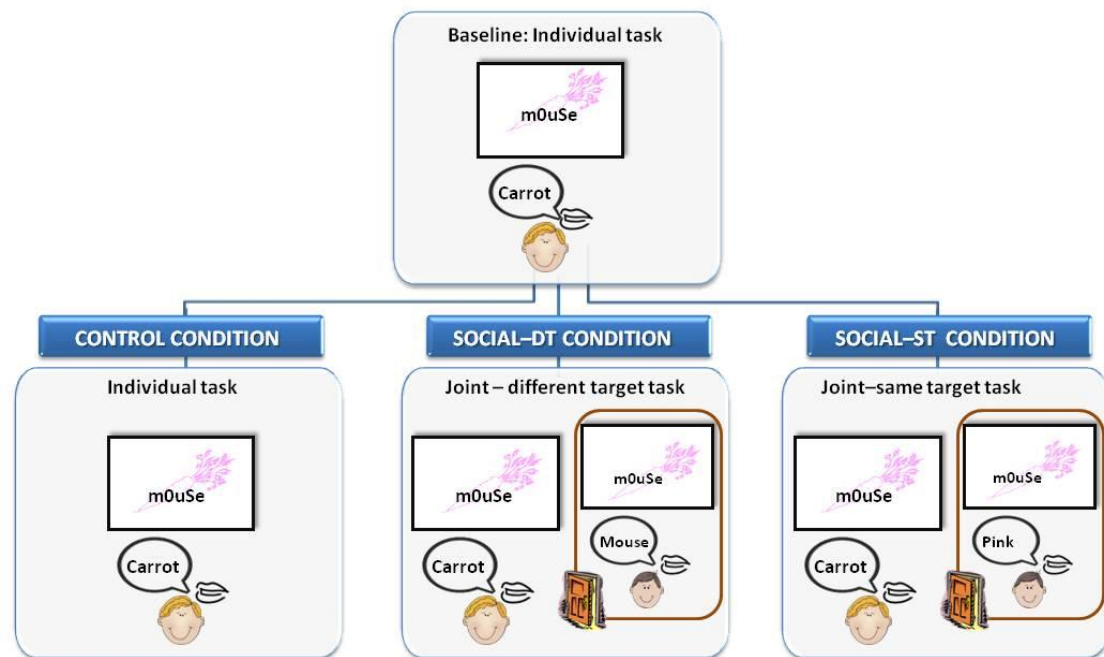 Baseline: Individual task
m0uSe
Carrot
CONTROL CONDITION
SOCIAL–DT CONDITION
SOCIAL–ST CONDITION
Individual task
m0uSe
Carrot
Joint – different target task
m0uSe
m0uSe
Mouse
Carrot
Joint–same target task
m0uSe
m0uSe
Pink
Carrot